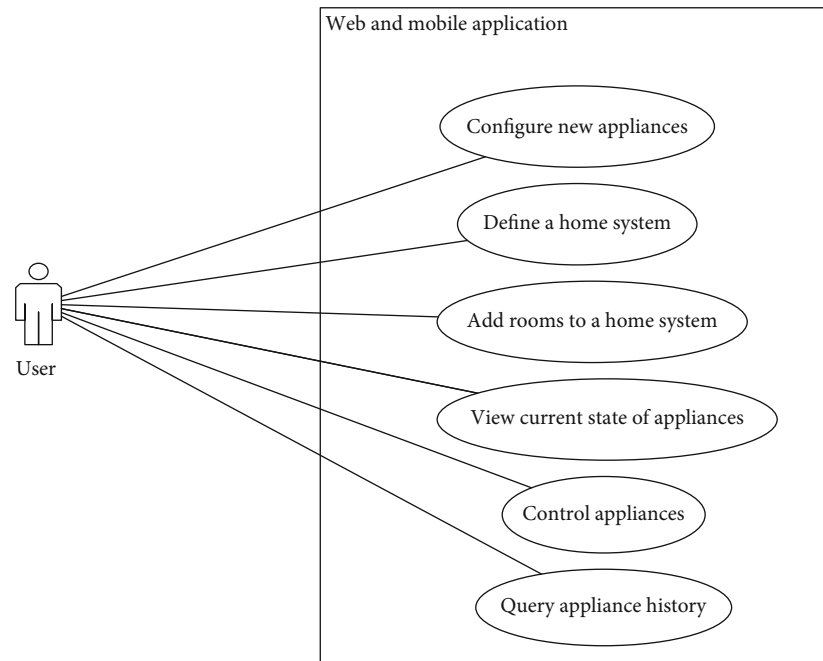 Web and mobile application
Configure new appliances
Define a home system
Add rooms to a home system
User
View current state of appliances
Control appliances
Query appliance history